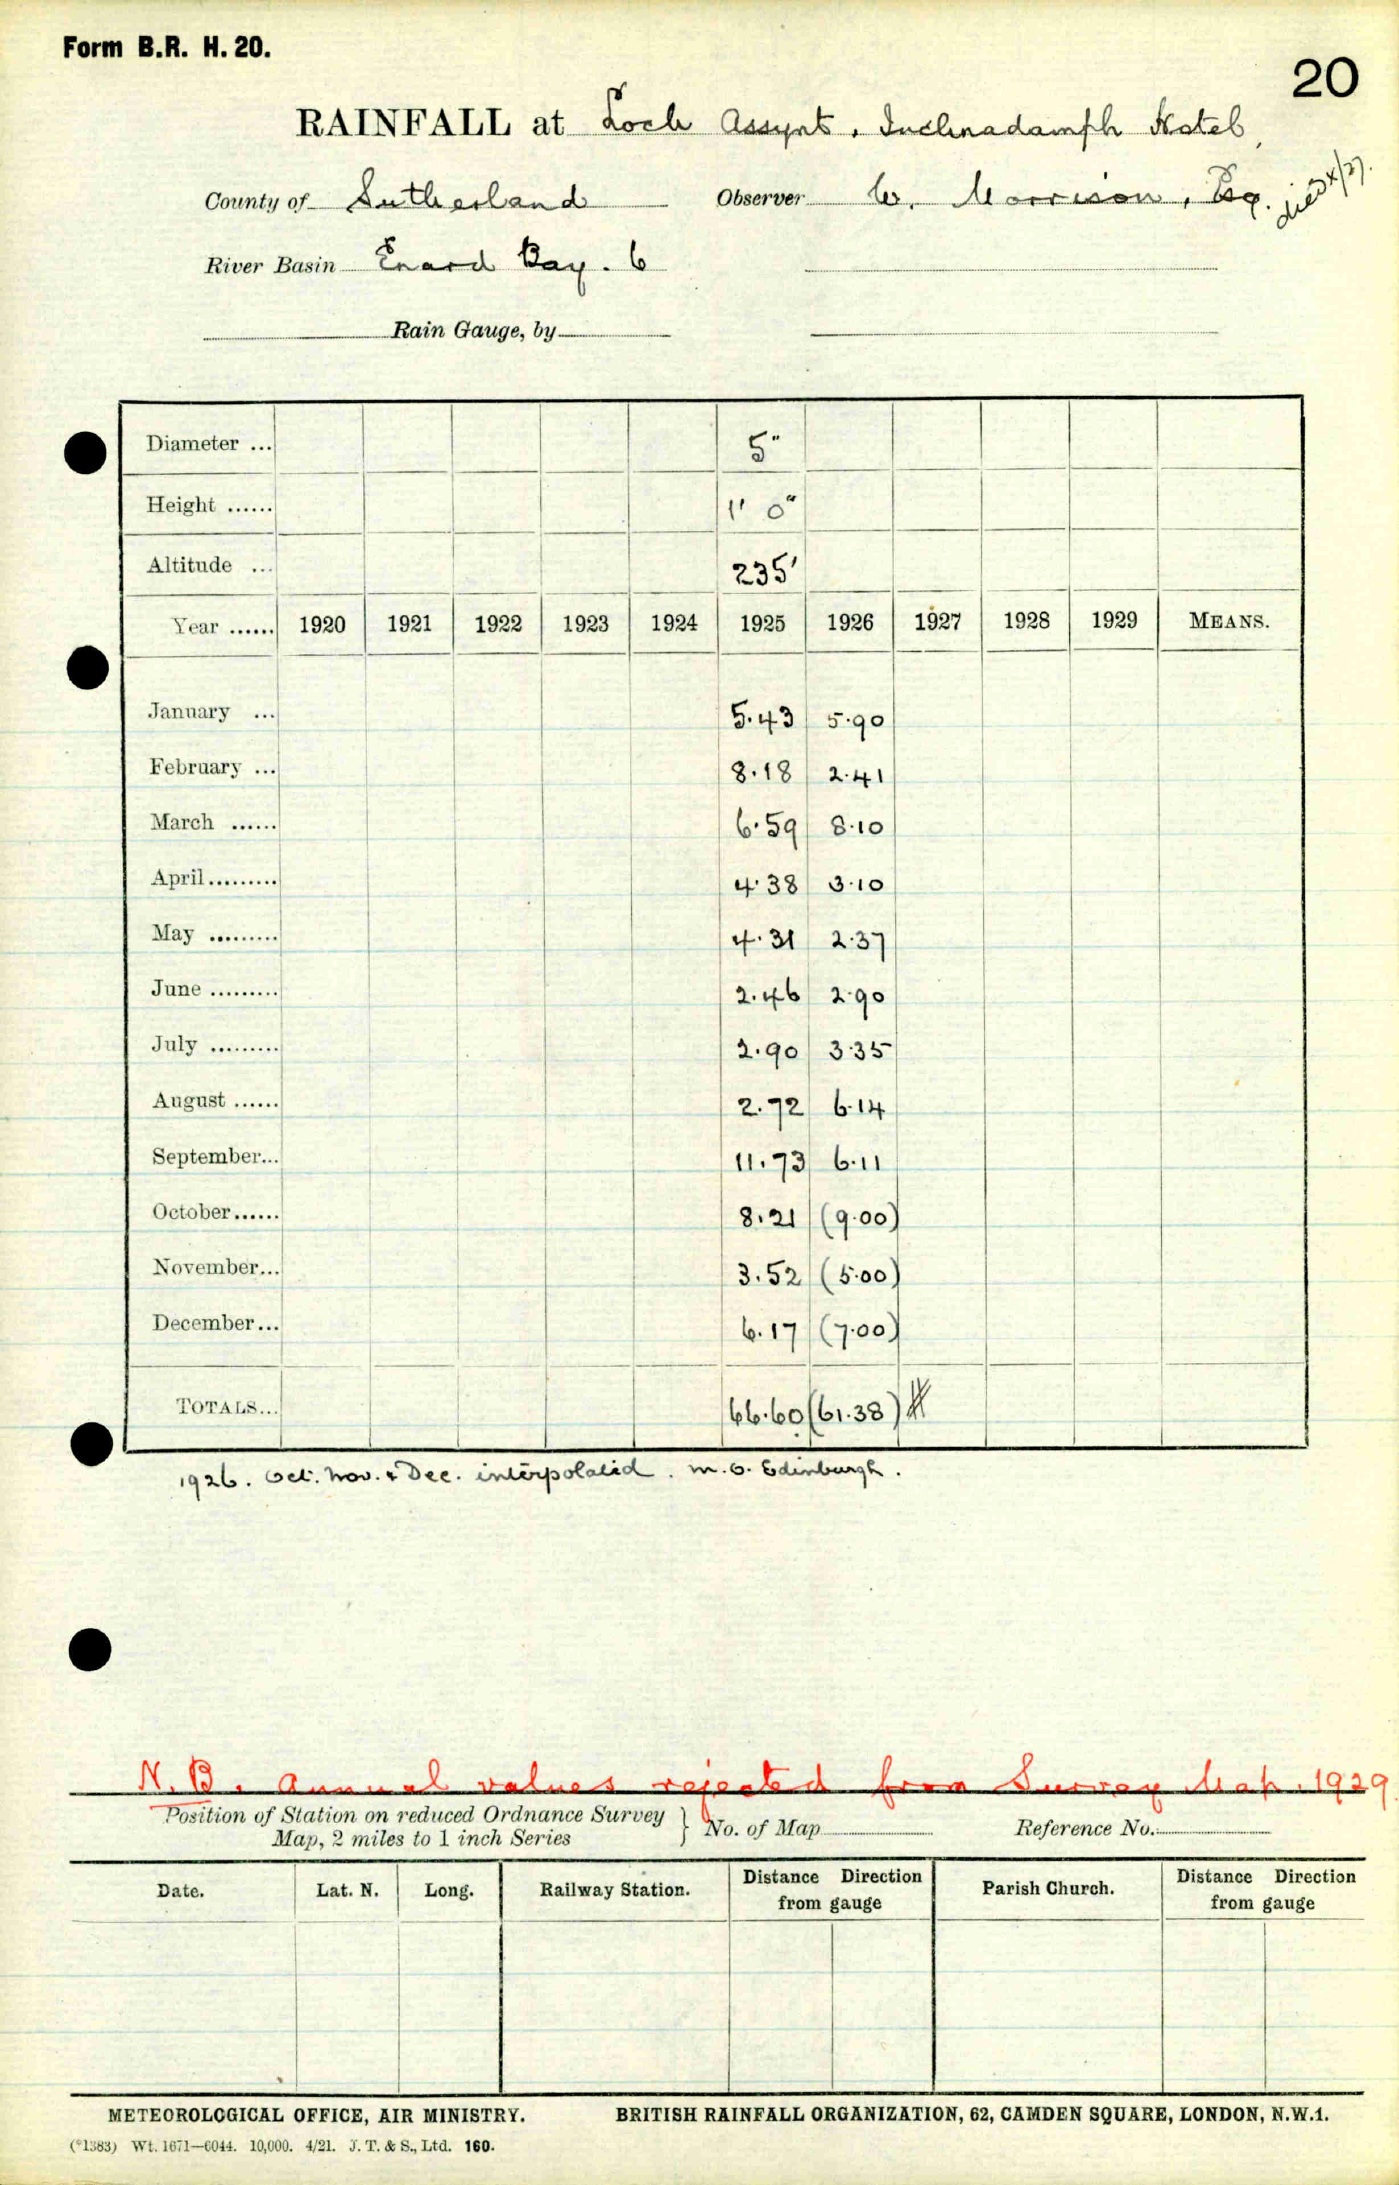 Form B.R. H. 20.
20
RAINFALL at Loch Assynt, Inchnadamph Hotel,
County of Sutherland Observer W. Morrison, Esq. died 4/27.
River Basin Enard Bay. 6
Rain Gauge, by
Diameter ... 5"
Height ...... 1' 0"
Altitude ... 235'
Year ...... 1920 1921 1922 1923 1924 1925 1926 1927 1928 1929 MEANS.
January ... 5.43 5.90
February ... 8.18 2.41
March ...... 6.59 8.10
April......... 4.38 3.10
May ......... 4.31 2.37
June ......... 2.46 2.90
July ......... 2.90 3.35
August ...... 2.72 6.14
September... 11.73 6.11
October...... 8.21 (9.00)
November... 3.52 (5.00)
December... 6.17 (7.00)
TOTALS... 66.60 (61.38)
1926. Oct. Nov. & Dec. interpolated. M.O. Edinburgh.
N.B. Annual values rejected from Survey Map. 1929
Position of Station on reduced Ordnance Survey
Map, 2 miles to 1 inch Series } No. of Map Reference No.
Date. Lat. N. Long. Railway Station. Distance Direction from gauge Parish Church. Distance Direction from gauge
METEOROLOGICAL OFFICE, AIR MINISTRY. BRITISH RAINFALL ORGANIZATION, 62, CAMDEN SQUARE, LONDON, N.W.1.
(*1383) Wt. 1671—6044. 10,000. 4/21. J. T. & S., Ltd. 160.